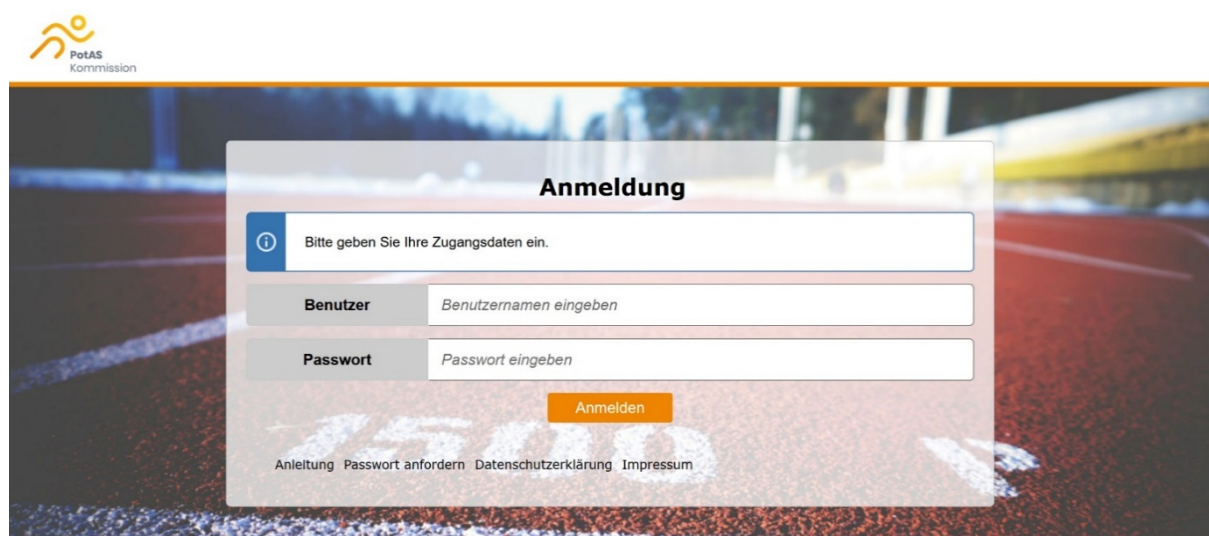 PotAS
Kommission
Anmeldung
Bitte geben Sie Ihre Zugangsdaten ein.
Benutzer Benutzernamen eingeben
Passwort Passwort eingeben
Anmelden
1500
Anleitung Passwort anfordern Datenschutzerklärung Impressum